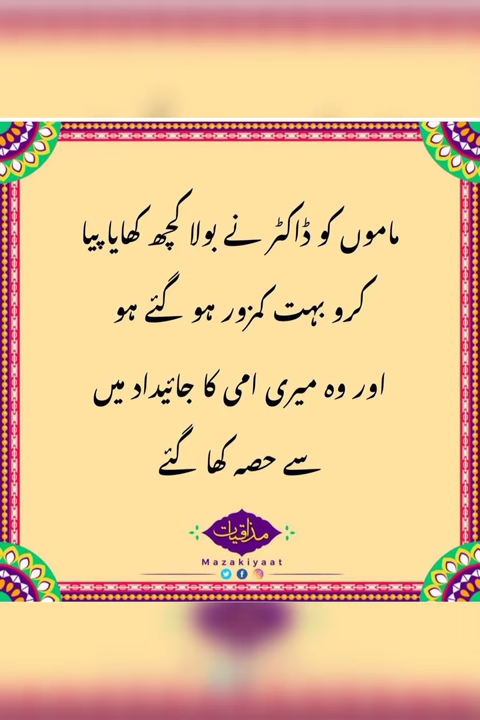 ماموں کو ڈاکٹر نے بولا کچھ کھایا پیا
کرو بہت کمزور ہو گئے ہو
اور وہ میری امی کا جائیداد میں
سے حصہ کھا گئے
مذاقیات
Mazakiyaat